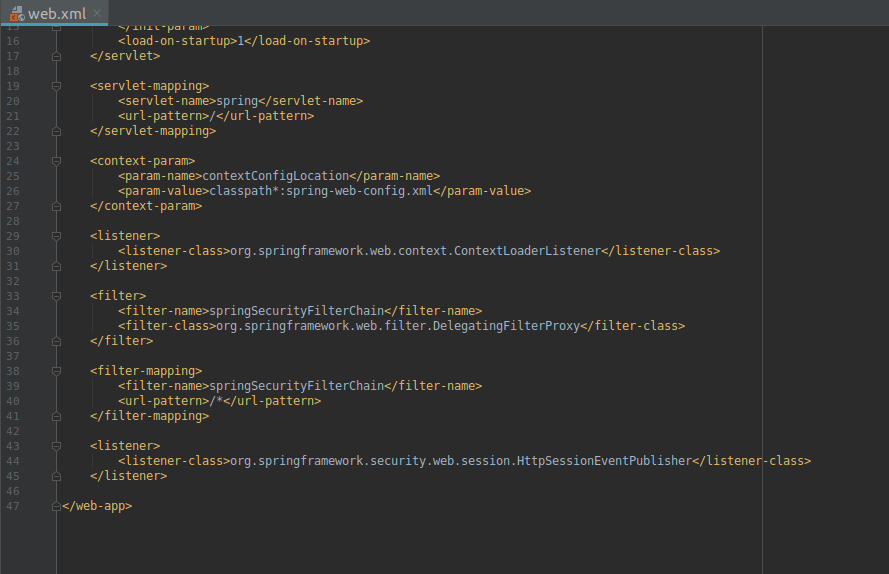 web.xml
15         </init-param>
16         <load-on-startup>1</load-on-startup>
17     </servlet>
18
19     <servlet-mapping>
20         <servlet-name>spring</servlet-name>
21         <url-pattern>/</url-pattern>
22     </servlet-mapping>
23
24     <context-param>
25         <param-name>contextConfigLocation</param-name>
26         <param-value>classpath*:spring-web-config.xml</param-value>
27     </context-param>
28
29     <listener>
30         <listener-class>org.springframework.web.context.ContextLoaderListener</listener-class>
31     </listener>
32
33     <filter>
34         <filter-name>springSecurityFilterChain</filter-name>
35         <filter-class>org.springframework.web.filter.DelegatingFilterProxy</filter-class>
36     </filter>
37
38     <filter-mapping>
39         <filter-name>springSecurityFilterChain</filter-name>
40         <url-pattern>/*</url-pattern>
41     </filter-mapping>
42
43     <listener>
44         <listener-class>org.springframework.security.web.session.HttpSessionEventPublisher</listener-class>
45     </listener>
46
47 </web-app>